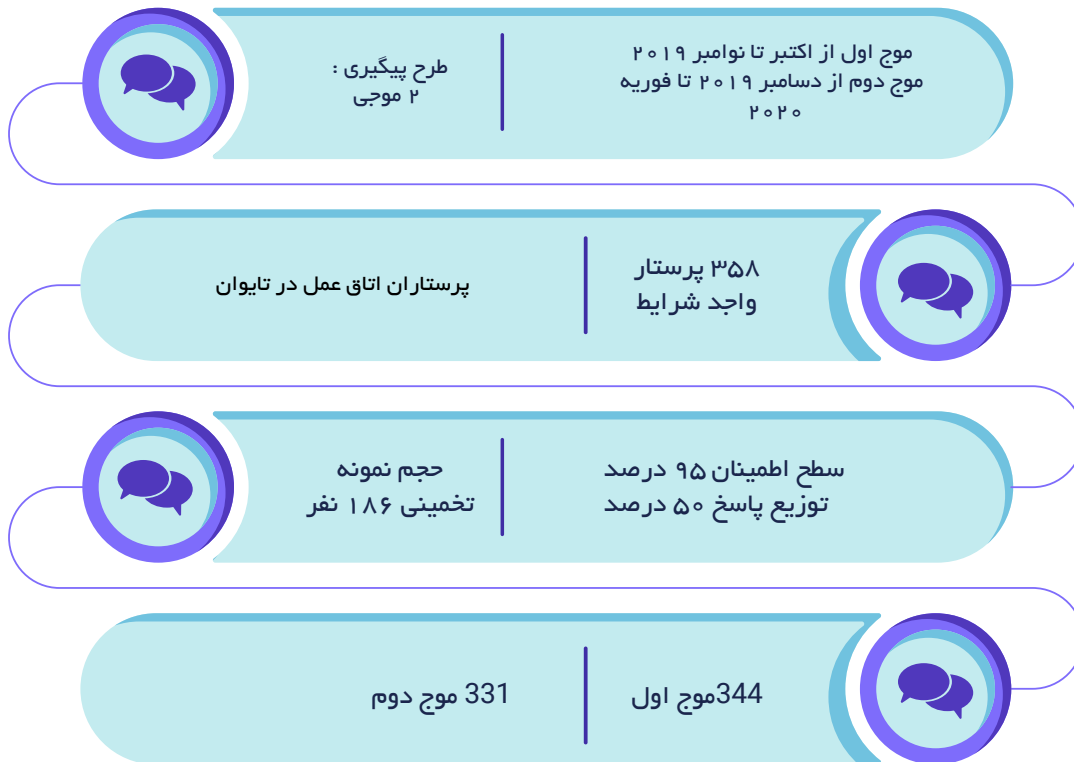 موج اول از اکتبر تا نوامبر ۲۰۱۹
موج دوم از دسامبر ۲۰۱۹ تا فوریه
۲۰۲۰
طرح پیگیری :
۲ موجی
۳۵۸ پرستار
واجد شرایط
پرستاران اتاق عمل در تایوان
سطح اطمینان ۹۵ درصد
توزیع پاسخ ۵۰ درصد
حجم نمونه
تخمینی ۱۸۶ نفر
344موج اول
331 موج دوم